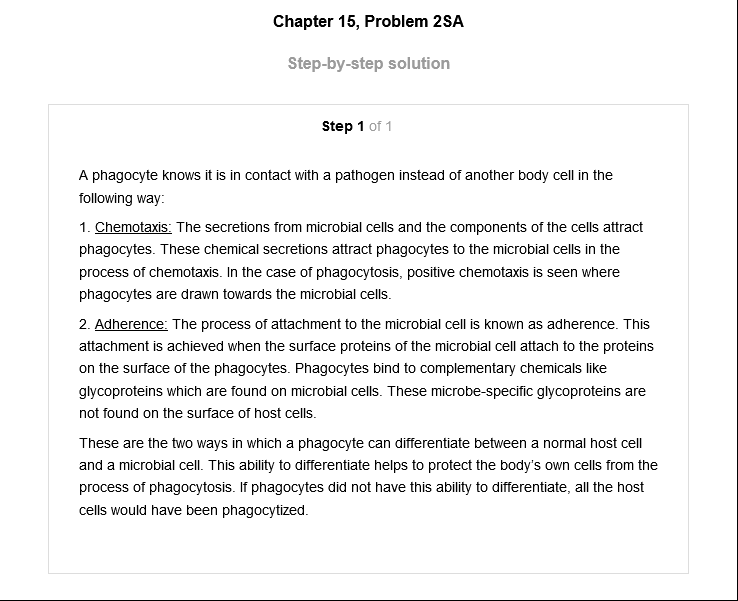 Chapter 15, Problem 2SA
Step-by-step solution
Step 1 of 1
A phagocyte knows it is in contact with a pathogen instead of another body cell in the
following way:
1. Chemotaxis: The secretions from microbial cells and the components of the cells attract
phagocytes. These chemical secretions attract phagocytes to the microbial cells in the
process of chemotaxis. In the case of phagocytosis, positive chemotaxis is seen where
phagocytes are drawn towards the microbial cells.
2. Adherence: The process of attachment to the microbial cell is known as adherence. This
attachment is achieved when the surface proteins of the microbial cell attach to the proteins
on the surface of the phagocytes. Phagocytes bind to complementary chemicals like
glycoproteins which are found on microbial cells. These microbe-specific glycoproteins are
not found on the surface of host cells.
These are the two ways in which a phagocyte can differentiate between a normal host cell
and a microbial cell. This ability to differentiate helps to protect the body’s own cells from the
process of phagocytosis. If phagocytes did not have this ability to differentiate, all the host
cells would have been phagocytized.